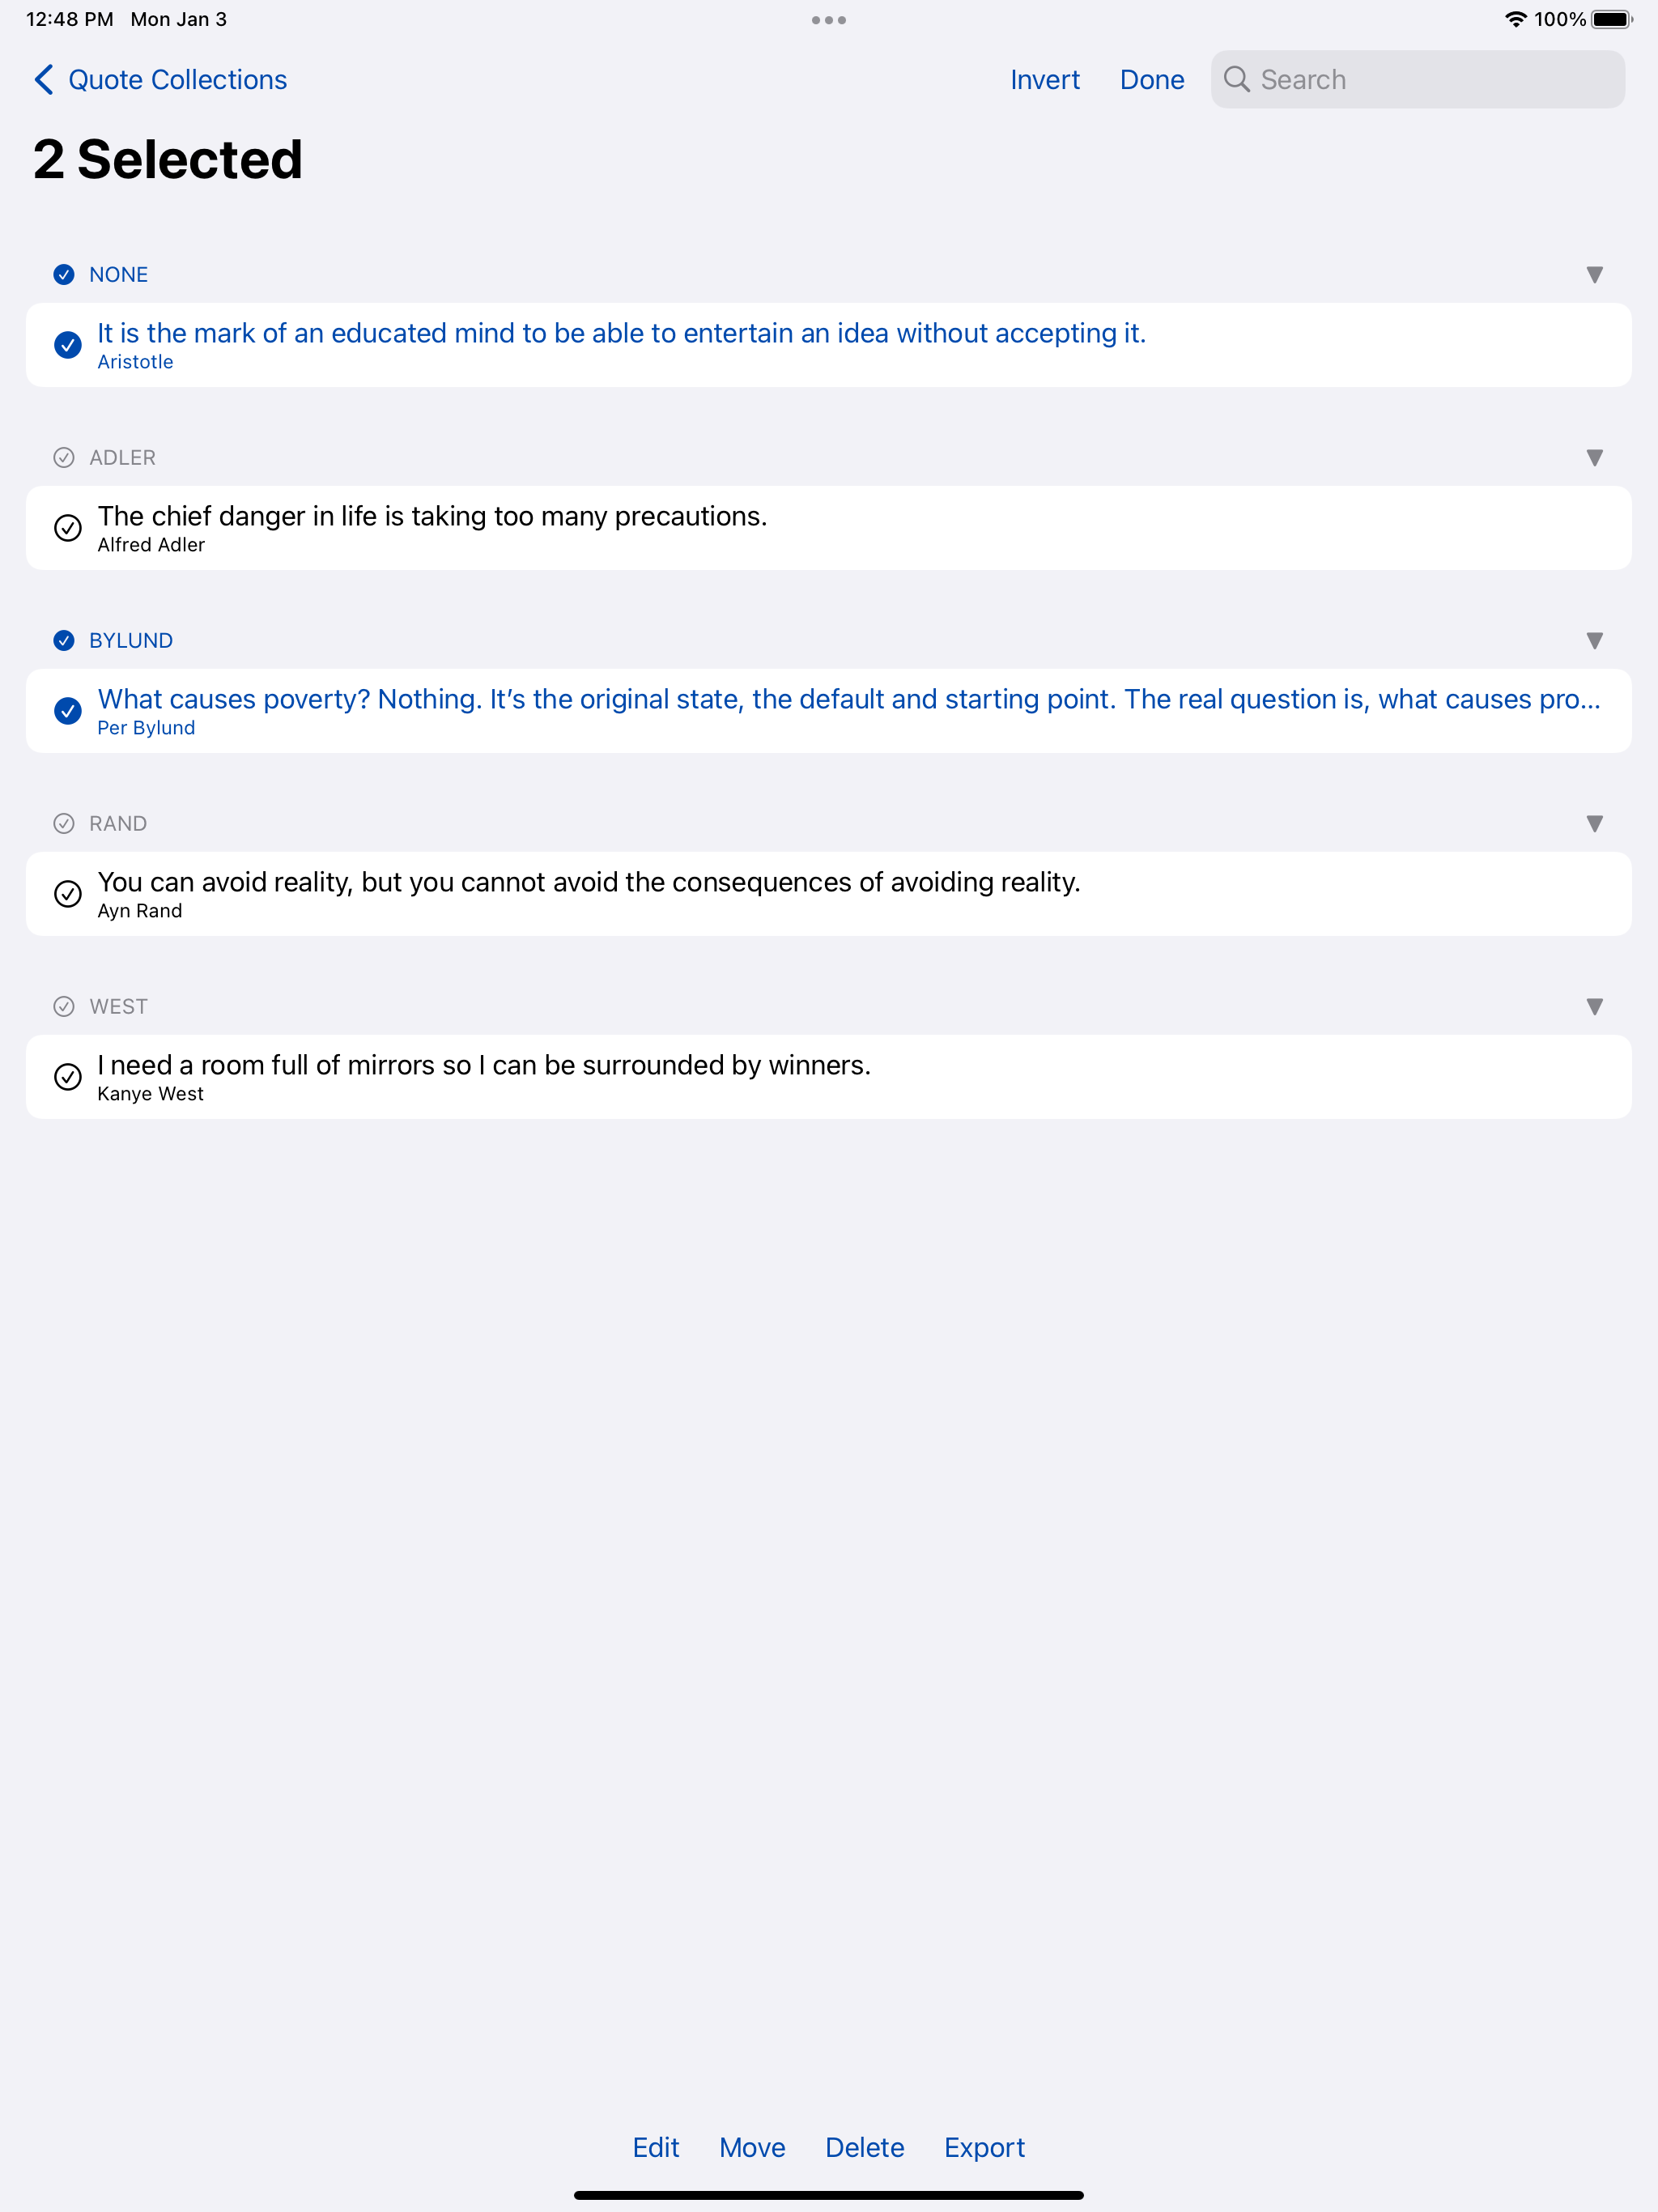 12:48 PM Mon Jan 3 100%
Quote Collections Invert Done Search
2 Selected
NONE
It is the mark of an educated mind to be able to entertain an idea without accepting it.
Aristotle
ADLER
The chief danger in life is taking too many precautions.
Alfred Adler
BYLUND
What causes poverty? Nothing. It’s the original state, the default and starting point. The real question is, what causes pro...
Per Bylund
RAND
You can avoid reality, but you cannot avoid the consequences of avoiding reality.
Ayn Rand
WEST
I need a room full of mirrors so I can be surrounded by winners.
Kanye West
Edit Move Delete Export